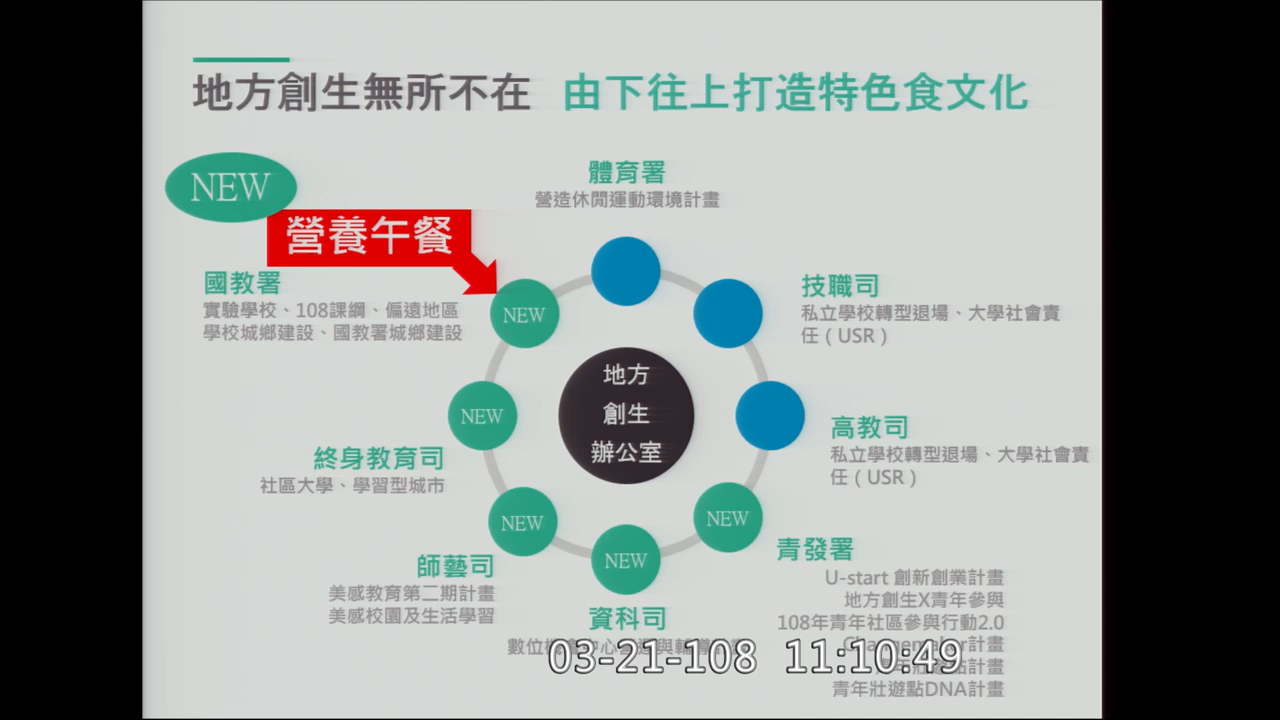 地方創生無所不在 由下往上打造特色食文化
NEW
營養午餐
體育署
營造休閒運動環境計畫
國教署
實驗學校、108課綱、偏遠地區
學校城鄉建設、國教署城鄉建設
技職司
私立學校轉型退場、大學社會責
任(USR)
NEW
地方
創生
辦公室
NEW
高教司
私立學校轉型退場、大學社會責
任(USR)
終身教育司
社區大學、學習型城市
NEW
NEW
NEW
師藝司
美感教育第二期計畫
美感校園及生活學習
資科司
數位
青發署
U-start 創新創業計畫
地方創生X青年參與
108年青年社區參與行動2.0
計畫
計畫
青年壯遊點DNA計畫
03-21-108 11:10:49